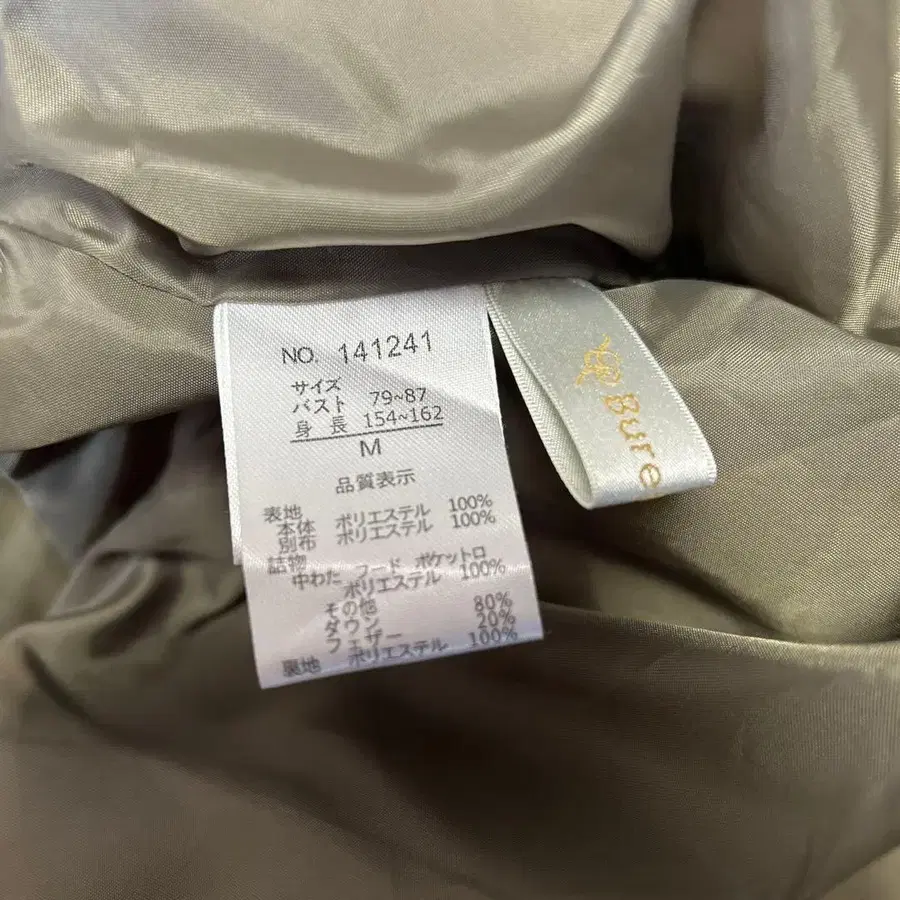 NO. 141241
サイズ
バスト 79~87
身 長 154~162
M
品質表示
表地
本体 ポリエステル 100%
別布 ポリエステル 100%
詰物
中わた フード ポケット口
ポリエステル 100%
その他
ダウン 80%
フェザー 20%
裏地 ポリエステル 100%
Bure